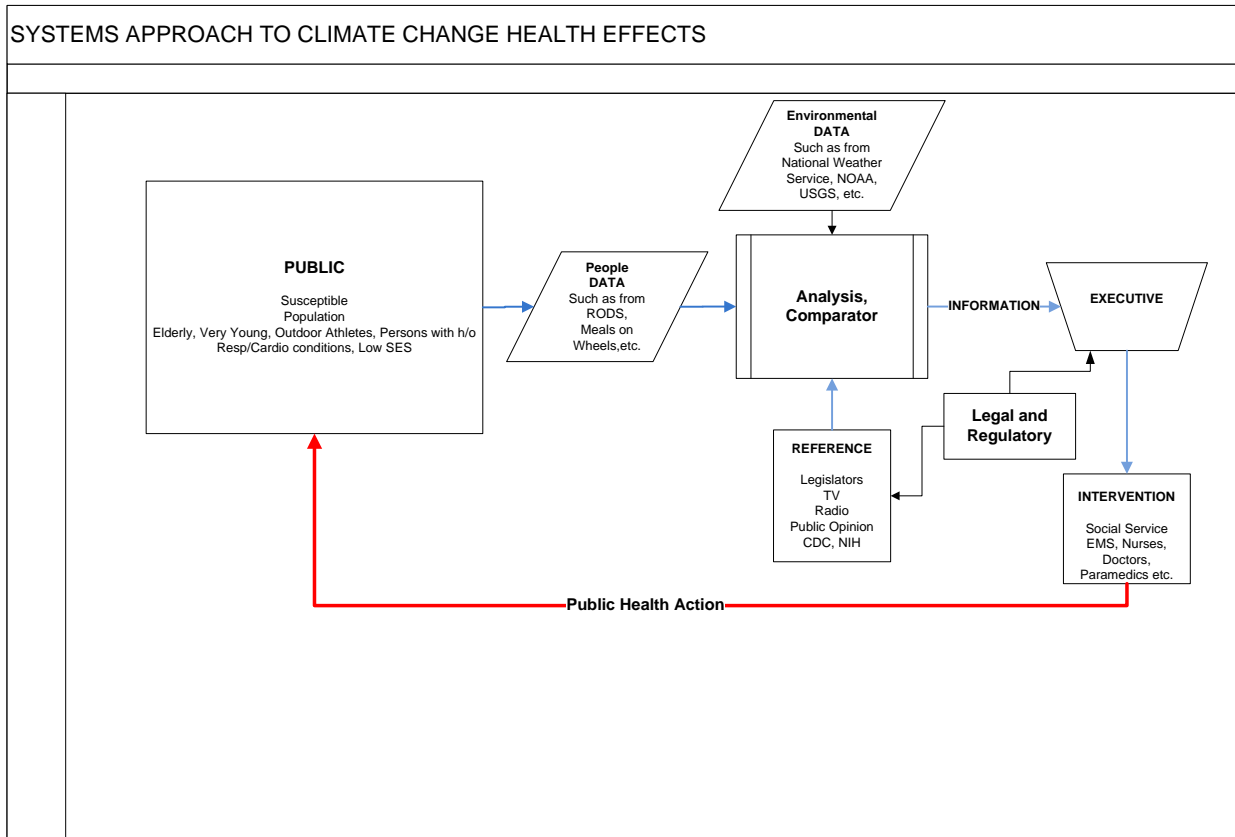 SYSTEMS APPROACH TO CLIMATE CHANGE HEALTH EFFECTS
Environmental
DATA
Such as from
National Weather
Service, NOAA,
USGS, etc.
PUBLIC
Susceptible
Population
Elderly, Very Young, Outdoor Athletes, Persons with h/o
Resp/Cardio conditions, Low SES
People
DATA
Such as from
RODS,
Meals on
Wheels,etc.
Analysis,
Comparator
INFORMATION
EXECUTIVE
Legal and
Regulatory
REFERENCE
Legislators
TV
Radio
Public Opinion
CDC, NIH
INTERVENTION
Social Service
EMS, Nurses,
Doctors,
Paramedics etc.
Public Health Action